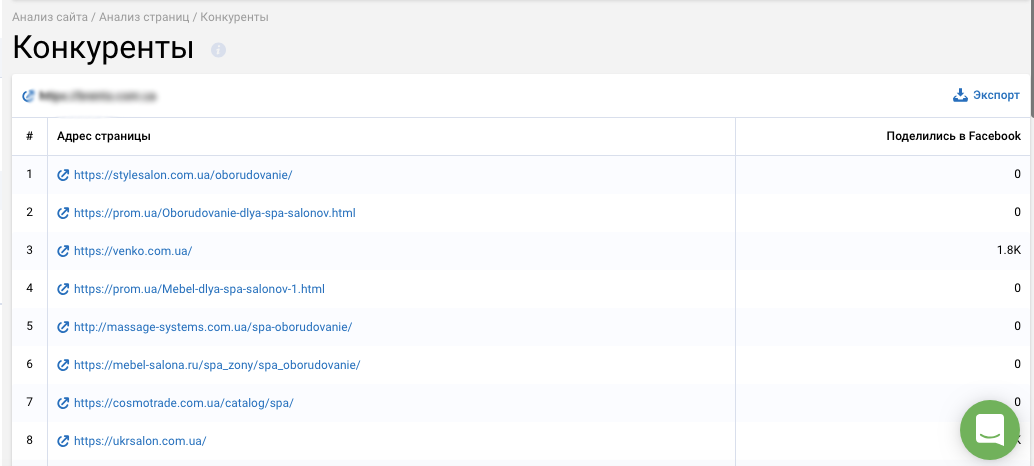 Анализ сайта / Анализ страниц / Конкуренты
Конкуренты
Экспорт
# Адрес страницы Поделились в Facebook
1 https://stylesalon.com.ua/oborudovanie/ 0
2 https://prom.ua/Oborudovanie-dlya-spa-salonov.html 0
3 https://venko.com.ua/ 1.8K
4 https://prom.ua/Mebel-dlya-spa-salonov-1.html 0
5 http://massage-systems.com.ua/spa-oborudovanie/ 0
6 https://mebel-salona.ru/spa_zony/spa_oborudovanie/ 0
7 https://cosmotrade.com.ua/catalog/spa/ 0
8 https://ukrsalon.com.ua/